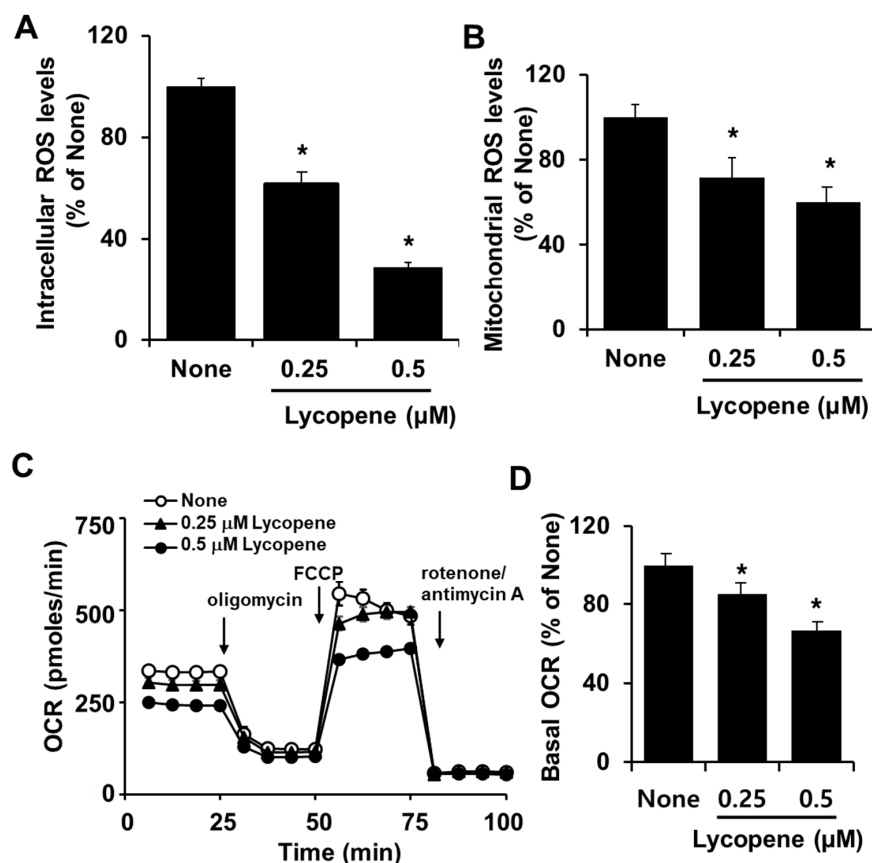 A
Intracellular ROS levels
(% of None)
120
80
40
0
*
*
None
0.25
0.5
Lycopene (µM)
B
Mitochondrial ROS levels
(% of None)
120
80
40
0
*
*
None
0.25
0.5
Lycopene (µM)
C
None
0.25 µM Lycopene
0.5 µM Lycopene
OCR (pmoles/min)
750
500
250
0
oligomycin
FCCP
rotenone/
antimycin A
0
25
50
75
100
Time (min)
D
Basal OCR (% of None)
120
80
40
0
*
*
None
0.25
0.5
Lycopene (µM)